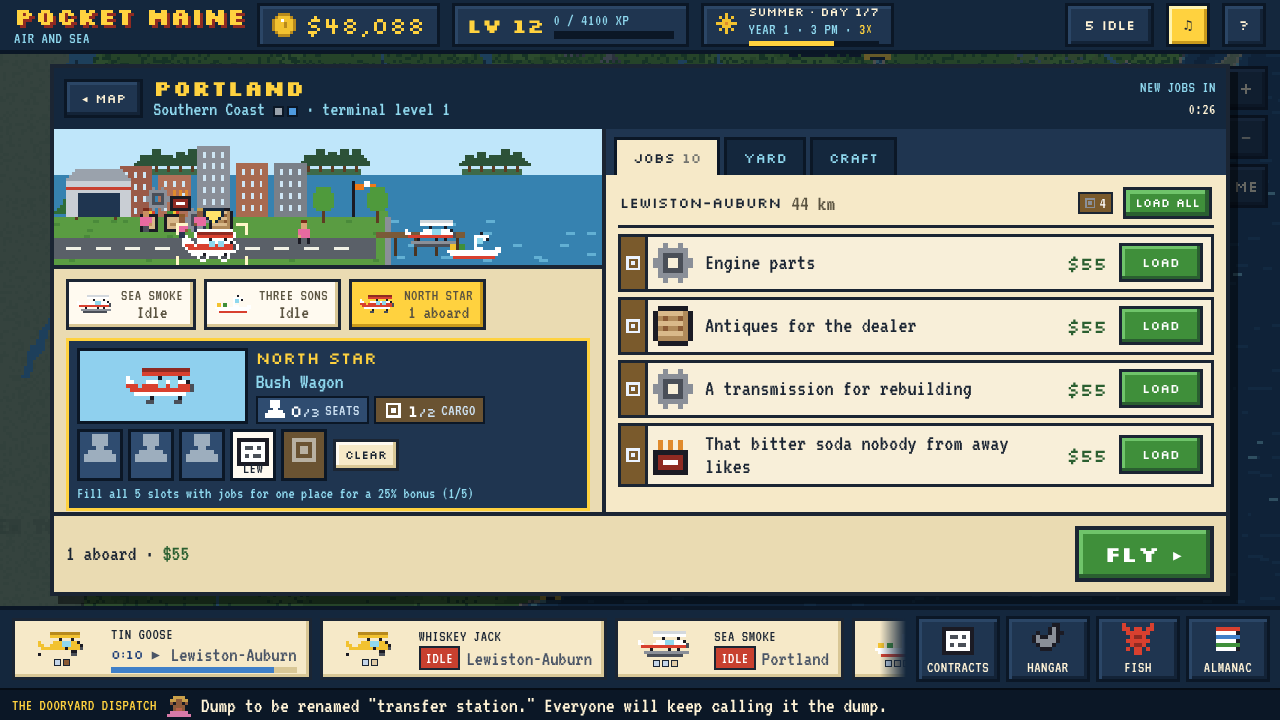 POCKET MAINE
AIR AND SEA
$48,088
LV 12
0 / 4100 XP
SUMMER · DAY 1/7
YEAR 1 · 3 PM · 3X
5 IDLE
♫
?
◂ MAP
PORTLAND
Southern Coast · terminal level 1
NEW JOBS IN
0:26
+
−
ME
JOBS 10
YARD
CRAFT
LEWISTON-AUBURN 44 km
4
LOAD ALL
Engine parts
$55
LOAD
Antiques for the dealer
$55
LOAD
A transmission for rebuilding
$55
LOAD
That bitter soda nobody from away
likes
$55
LOAD
SEA SMOKE
Idle
THREE SONS
Idle
NORTH STAR
1 aboard
NORTH STAR
Bush Wagon
0/3 SEATS
1/2 CARGO
LEW
CLEAR
Fill all 5 slots with jobs for one place for a 25% bonus (1/5)
1 aboard · $55
FLY ▸
TIN GOOSE
0:10 ▸ Lewiston-Auburn
WHISKEY JACK
IDLE Lewiston-Auburn
SEA SMOKE
IDLE Portland
CONTRACTS
HANGAR
FISH
ALMANAC
THE DOORYARD DISPATCH
Dump to be renamed "transfer station." Everyone will keep calling it the dump.